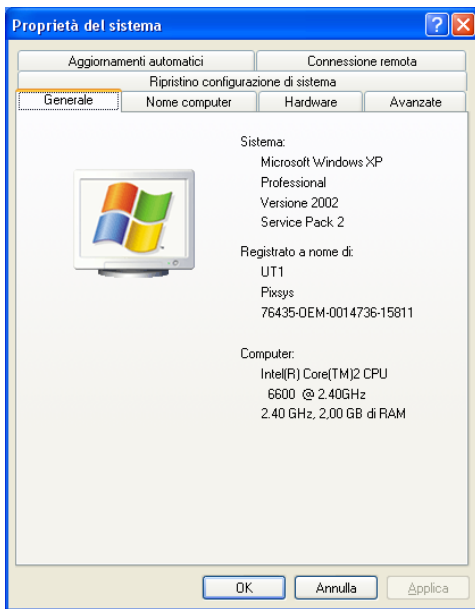 Proprietà del sistema
Aggiornamenti automatici
Connessione remota
Ripristino configurazione di sistema
Generale
Nome computer
Hardware
Avanzate
Sistema:
Microsoft Windows XP
Professional
Versione 2002
Service Pack 2
Registrato a nome di:
UT1
Pixsys
76435-OEM-0014736-15811
Computer:
Intel(R) Core(TM)2 CPU
6600 @ 2.40GHz
2.40 GHz, 2,00 GB di RAM
OK
Annulla
Applica